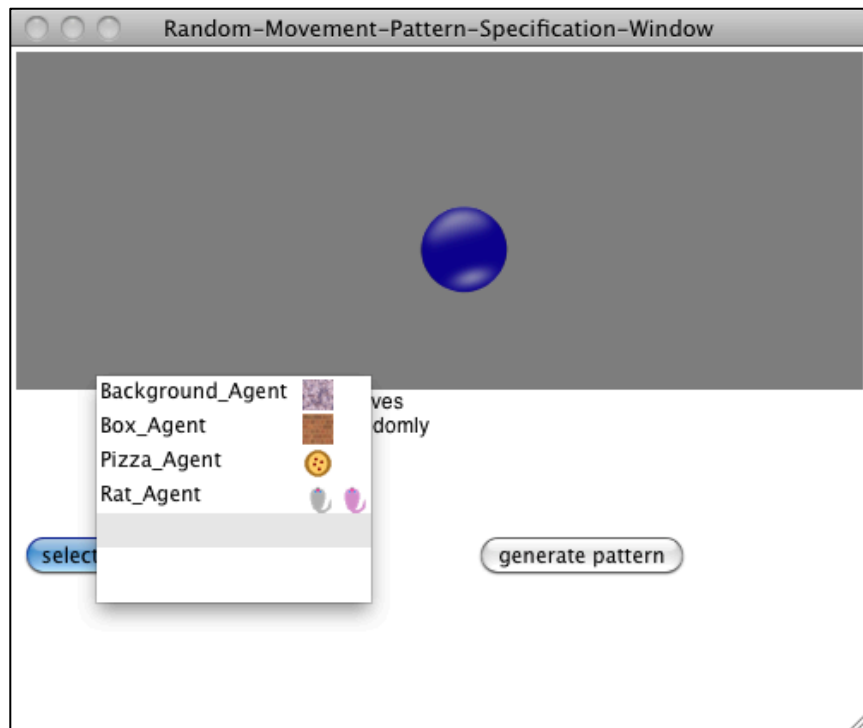 Random-Movement-Pattern-Specification-Window
Background_Agent
ves
Box_Agent
domly
Pizza_Agent
Rat_Agent
select
generate pattern